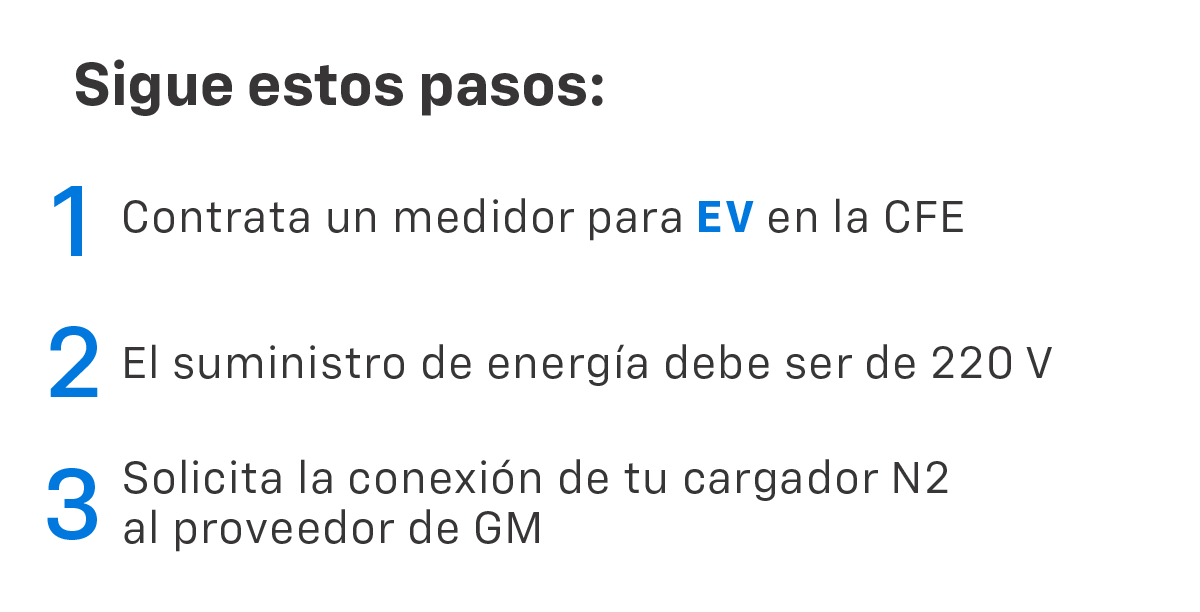 Sigue estos pasos:
1 Contrata un medidor para EV en la CFE
2 El suministro de energía debe ser de 220 V
3 Solicita la conexión de tu cargador N2
al proveedor de GM